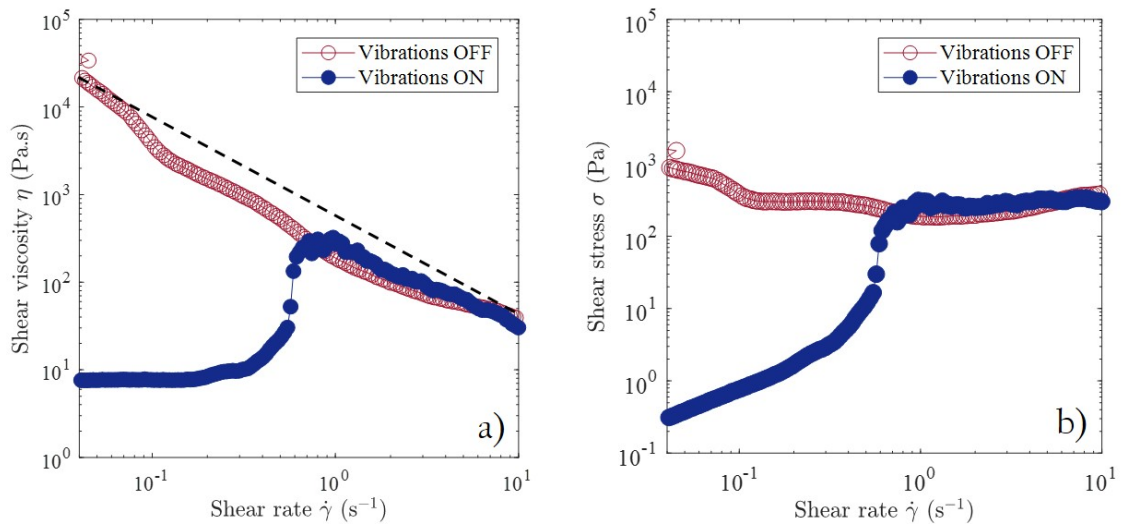 10^5
10^4
10^3
10^2
10^1
10^0
Shear viscosity η (Pa.s)
Vibrations OFF
Vibrations ON
a)
10^-1
10^0
10^1
Shear rate γ̇ (s^−1)
10^5
10^4
10^3
10^2
10^1
10^0
10^-1
Shear stress σ (Pa)
Vibrations OFF
Vibrations ON
b)
10^-1
10^0
10^1
Shear rate γ̇ (s^−1)